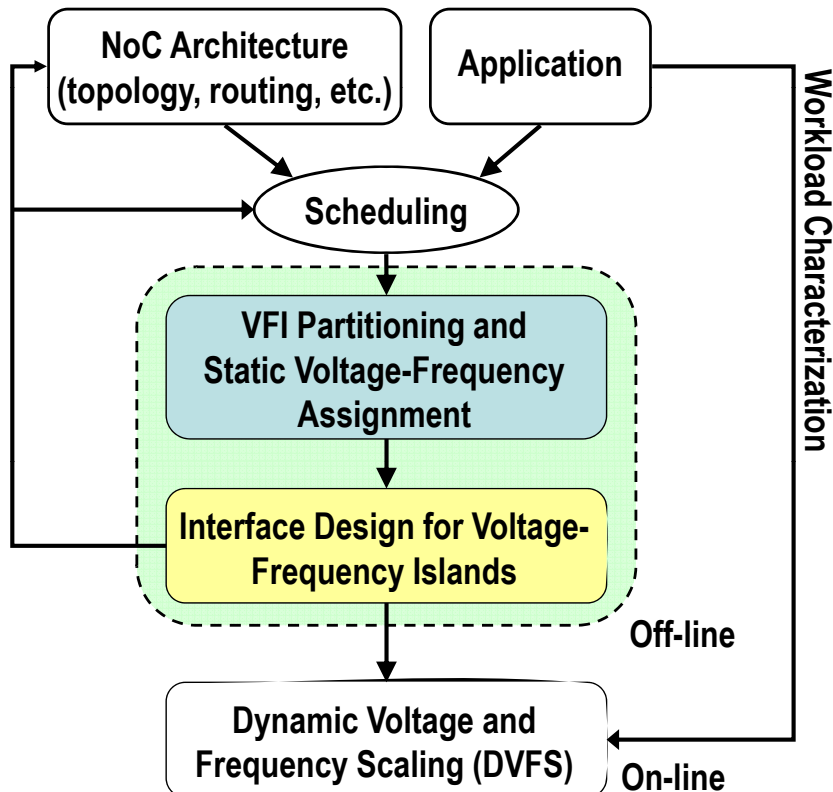 NoC Architecture
(topology, routing, etc.)
Application
Workload Characterization
Scheduling
VFI Partitioning and
Static Voltage-Frequency
Assignment
Interface Design for Voltage-
Frequency Islands
Off-line
Dynamic Voltage and
Frequency Scaling (DVFS)
On-line